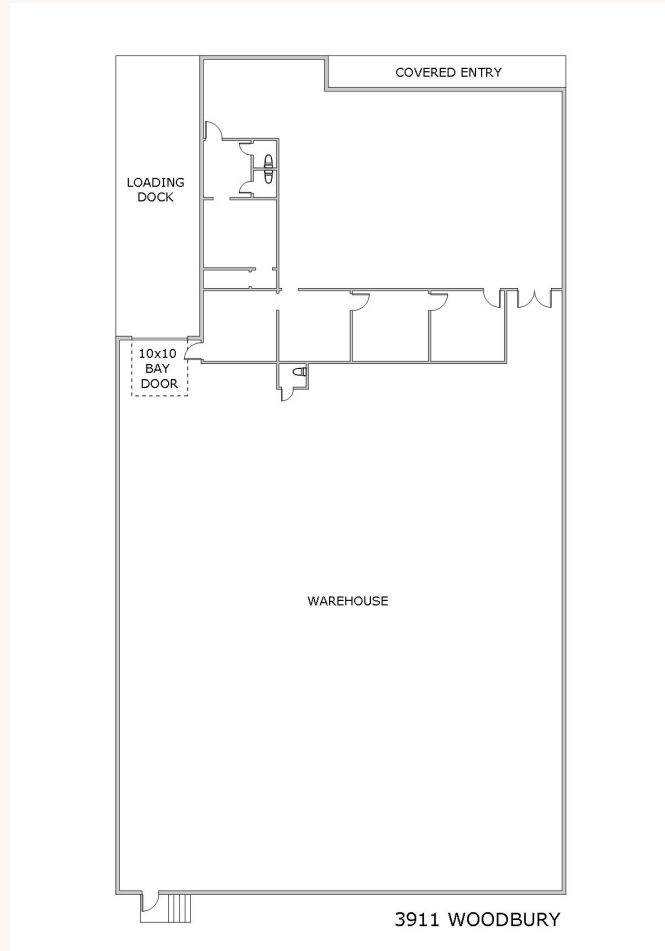 COVERED ENTRY
LOADING
DOCK
10x10
BAY
DOOR
WAREHOUSE
3911 WOODBURY